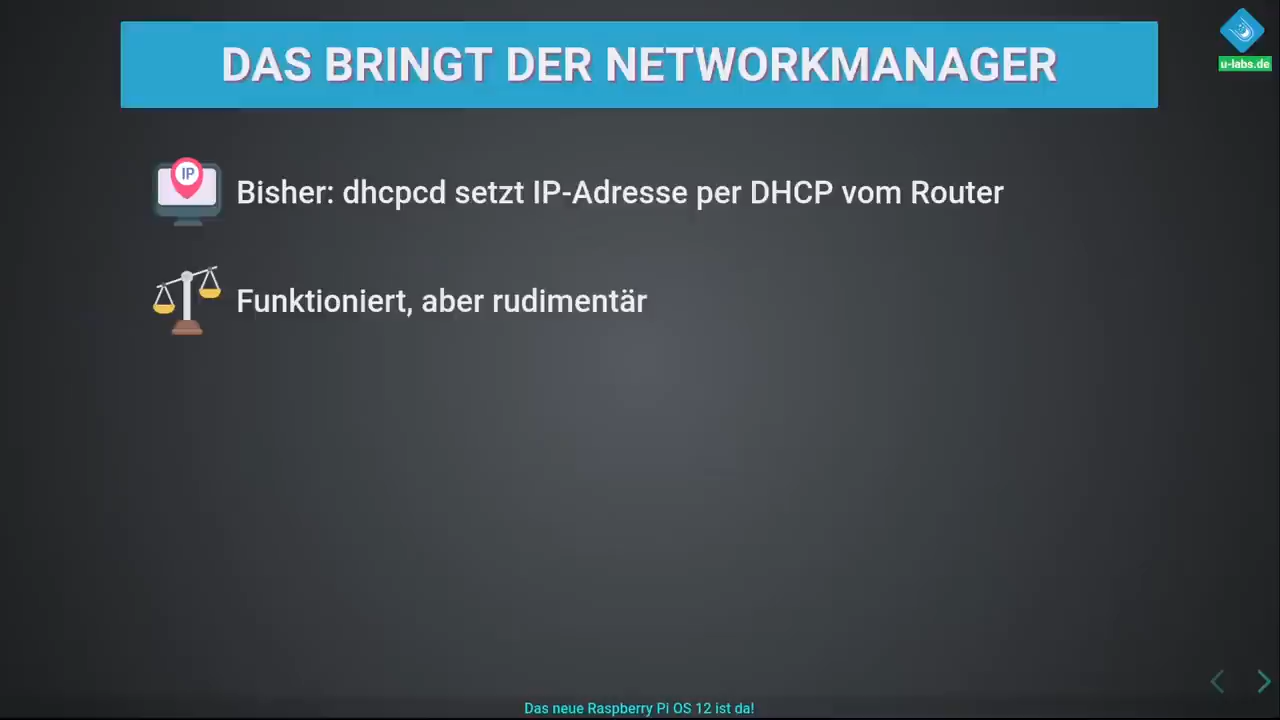 DAS BRINGT DER NETWORKMANAGER
u-labs.de
IP
Bisher: dhcpcd setzt IP-Adresse per DHCP vom Router
Funktioniert, aber rudimentär
Das neue Raspberry Pi OS 12 ist da!